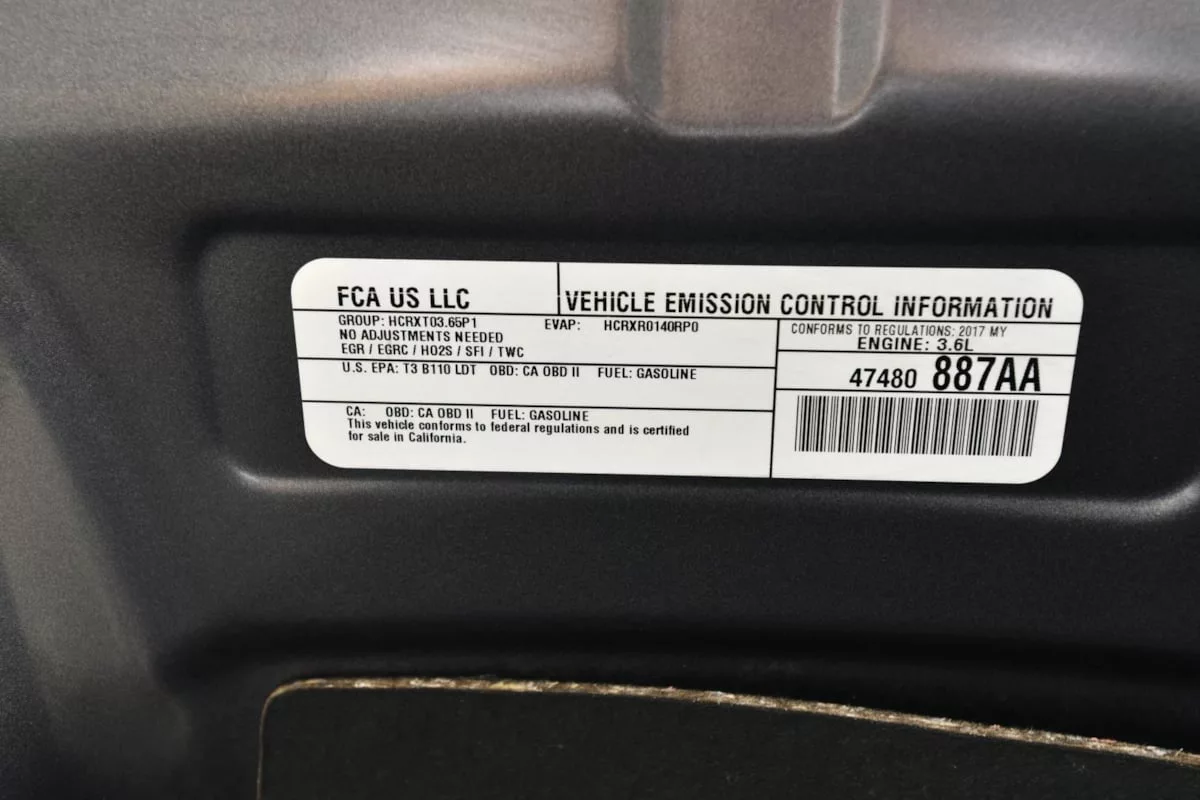 FCA US LLC
VEHICLE EMISSION CONTROL INFORMATION
GROUP: HCRXT03.65P1 EVAP: HCRXR0140RP0
NO ADJUSTMENTS NEEDED
EGR / EGRC / HO2S / SFI / TWC
CONFORMS TO REGULATIONS: 2017 MY
ENGINE: 3.6L
U.S. EPA: T3 B110 LDT OBD: CA OBD II FUEL: GASOLINE
47480 887AA
CA: OBD: CA OBD II FUEL: GASOLINE
This vehicle conforms to federal regulations and is certified
for sale in California.